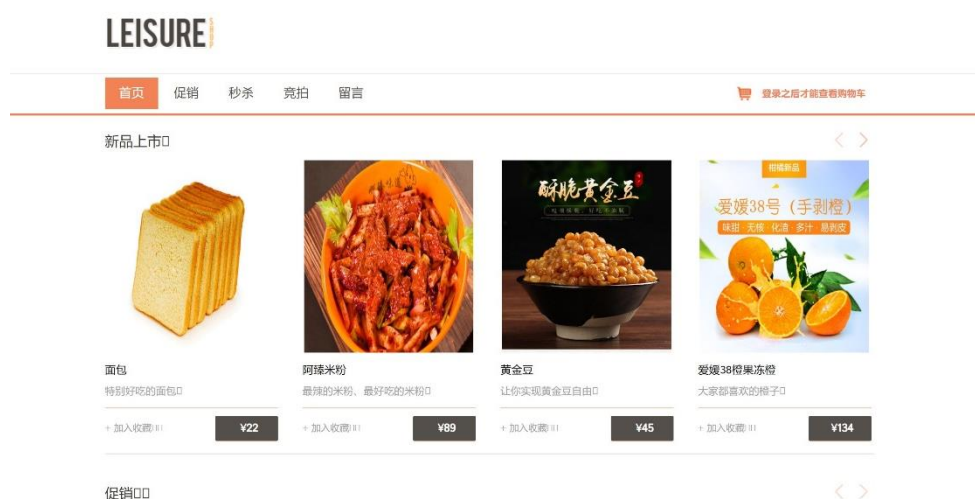 LEISURE
首页 促销 秒杀 竞拍 留言
登录之后才能查看购物车
新品上市
酥脆黄金豆
柑橘新品
爱媛38号（手剥橙）
味甜·无核·化渣·多汁·易剥皮
面包
阿臻米粉
黄金豆
爱媛38橙果冻橙
特别好吃的面包
最辣的米粉、最好吃的米粉
让你实现黄金豆自由
大家都喜欢的橙子
+ 加入收藏 ¥22
+ 加入收藏 ¥89
+ 加入收藏 ¥45
+ 加入收藏 ¥134
促销